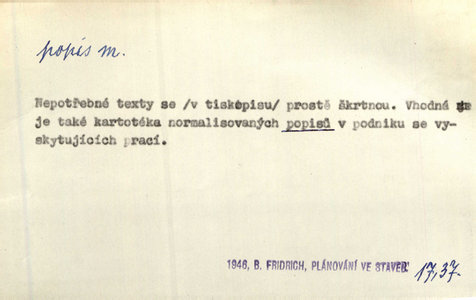 popis m.
Nepotřebné texty se /v tiskopisu/ prostě škrtnou. Vhodná
je také kartotéka normalisovaných popisů v podniku se vy-
skytujících prací.
1946, B. FRIDRICH, PLÁNOVÁNÍ VE STAVEB.
17,37.